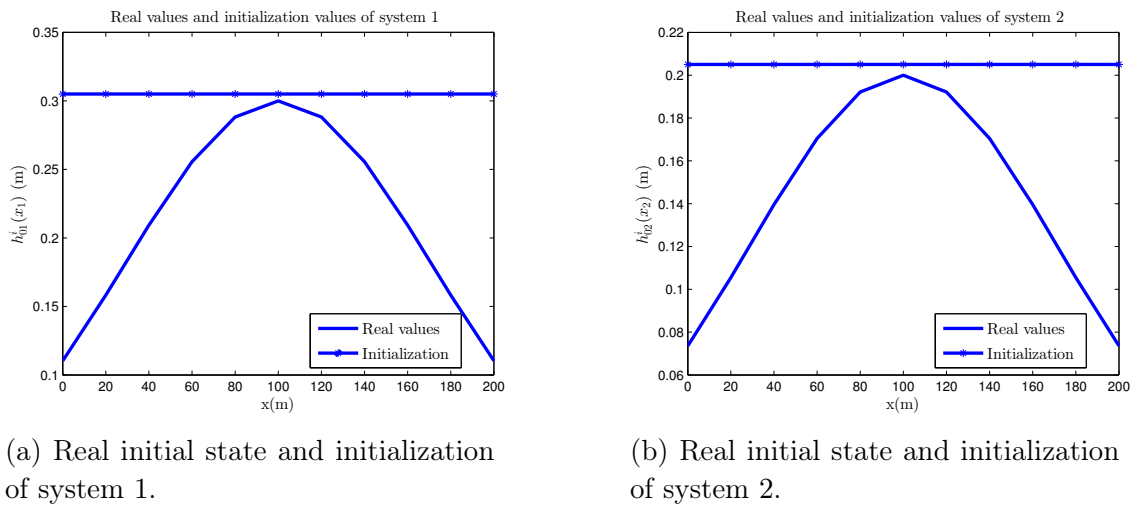 Real values and initialization values of system 1
0.35
0.3
0.25
0.2
0.15
0.1
h^i_{01}(x_1) (m)
Real values
Initialization
0 20 40 60 80 100 120 140 160 180 200
x(m)
(a) Real initial state and initialization
of system 1.
Real values and initialization values of system 2
0.22
0.2
0.18
0.16
0.14
0.12
0.1
0.08
0.06
h^i_{02}(x_2) (m)
Real values
Initialization
0 20 40 60 80 100 120 140 160 180 200
x(m)
(b) Real initial state and initialization
of system 2.